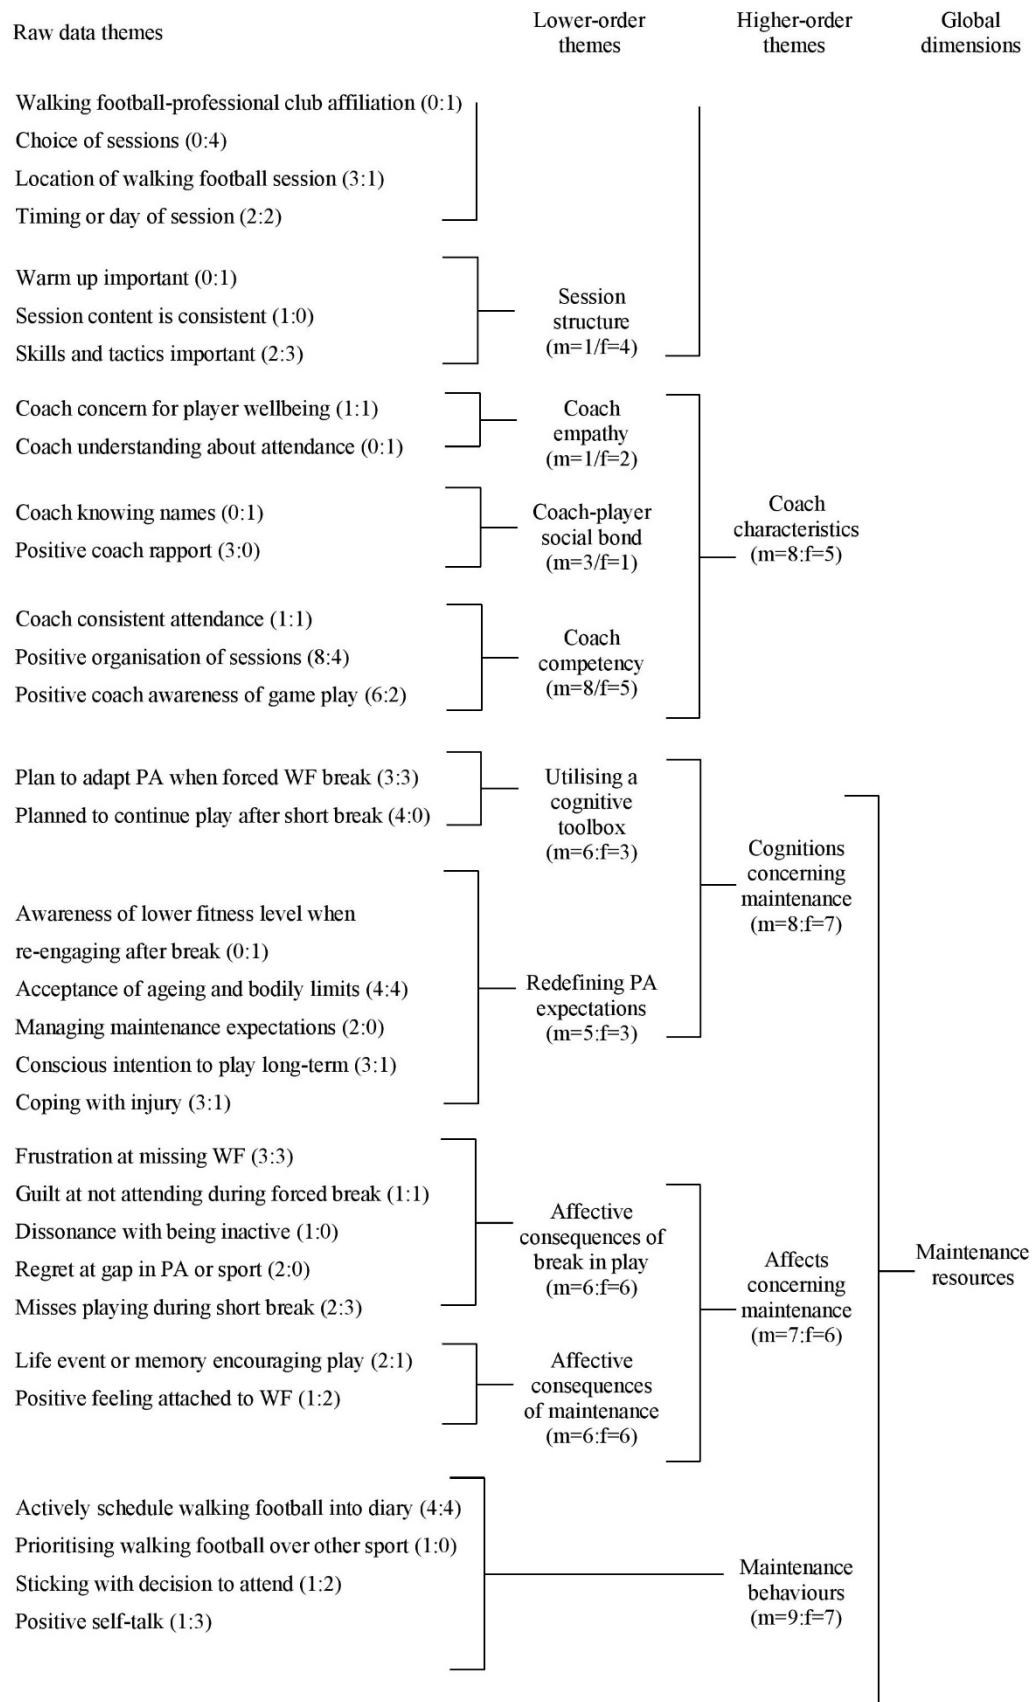 Raw data themes
Lower-order
themes
Higher-order
themes
Global
dimensions
Walking football-professional club affiliation (0:1)
Choice of sessions (0:4)
Location of walking football session (3:1)
Timing or day of session (2:2)
Warm up important (0:1)
Session content is consistent (1:0)
Skills and tactics important (2:3)
Session
structure
(m=1/f=4)
Coach concern for player wellbeing (1:1)
Coach understanding about attendance (0:1)
Coach
empathy
(m=1/f=2)
Coach knowing names (0:1)
Positive coach rapport (3:0)
Coach-player
social bond
(m=3/f=1)
Coach consistent attendance (1:1)
Positive organisation of sessions (8:4)
Positive coach awareness of game play (6:2)
Coach
competency
(m=8/f=5)
Coach
characteristics
(m=8:f=5)
Plan to adapt PA when forced WF break (3:3)
Planned to continue play after short break (4:0)
Utilising a
cognitive
toolbox
(m=6:f=3)
Awareness of lower fitness level when
re-engaging after break (0:1)
Acceptance of ageing and bodily limits (4:4)
Managing maintenance expectations (2:0)
Conscious intention to play long-term (3:1)
Coping with injury (3:1)
Redefining PA
expectations
(m=5:f=3)
Cognitions
concerning
maintenance
(m=8:f=7)
Frustration at missing WF (3:3)
Guilt at not attending during forced break (1:1)
Dissonance with being inactive (1:0)
Regret at gap in PA or sport (2:0)
Misses playing during short break (2:3)
Affective
consequences of
break in play
(m=6:f=6)
Life event or memory encouraging play (2:1)
Positive feeling attached to WF (1:2)
Affective
consequences
of maintenance
(m=6:f=6)
Affects
concerning
maintenance
(m=7:f=6)
Actively schedule walking football into diary (4:4)
Prioritising walking football over other sport (1:0)
Sticking with decision to attend (1:2)
Positive self-talk (1:3)
Maintenance
behaviours
(m=9:f=7)
Maintenance
resources